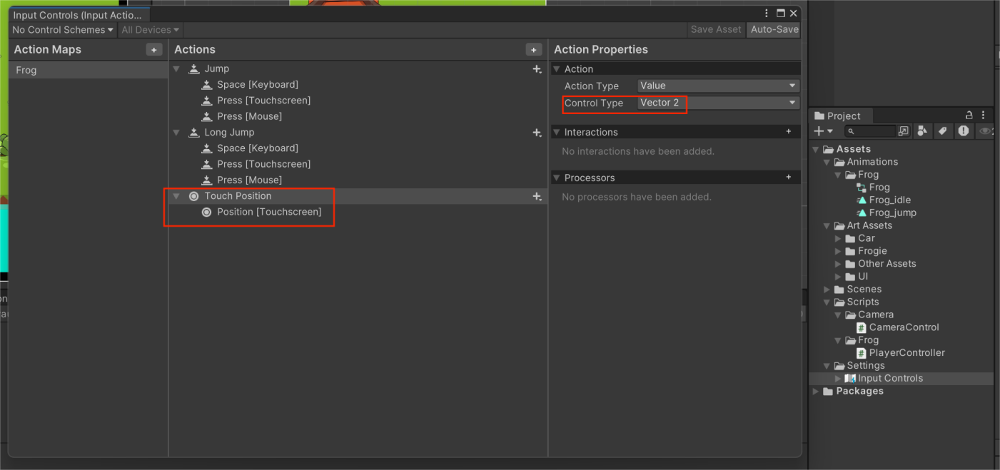 Input Controls (Input Actio...
No Control Schemes All Devices Save Asset Auto-Save
Action Maps + Actions + Action Properties
Frog
Jump
Space [Keyboard]
Press [Touchscreen]
Press [Mouse]
Long Jump
Space [Keyboard]
Press [Touchscreen]
Press [Mouse]
Touch Position
Position [Touchscreen]
Action
Action Type Value
Control Type Vector 2
Interactions +
No interactions have been added.
Processors +
No processors have been added.
Project
Assets
Animations
Frog
Frog
Frog_idle
Frog_jump
Art Assets
Car
Frogie
Other Assets
UI
Scenes
Scripts
Camera
CameraControl
Frog
PlayerController
Settings
Input Controls
Packages